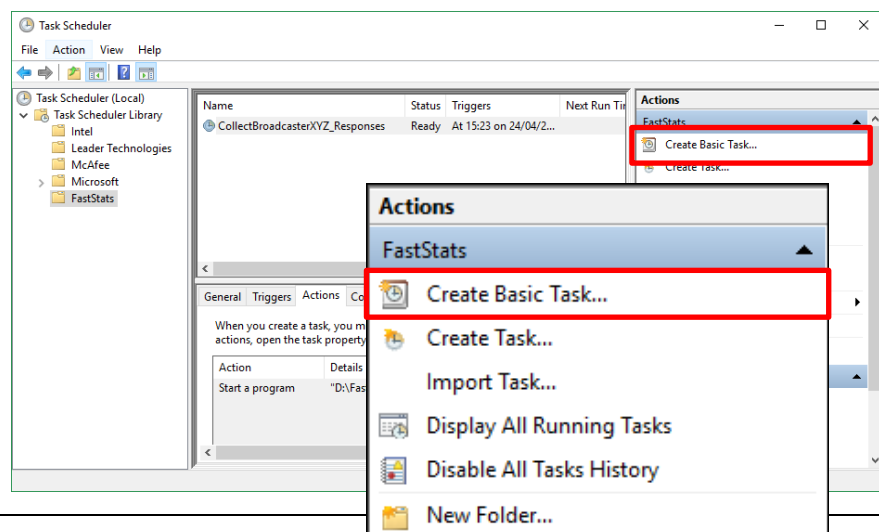 Task Scheduler
File Action View Help
Task Scheduler (Local)
Task Scheduler Library
Intel
Leader Technologies
McAfee
Microsoft
FastStats
Name Status Triggers Next Run Tir
CollectBroadcasterXYZ_Responses Ready At 15:23 on 24/04/2...
General Triggers Actions Co
When you create a task, you m
actions, open the task property
Action Details
Start a program "D:\Fas
Actions
FastStats
Create Basic Task...
Create Task...
Actions
FastStats
Create Basic Task...
Create Task...
Import Task...
Display All Running Tasks
Disable All Tasks History
New Folder...